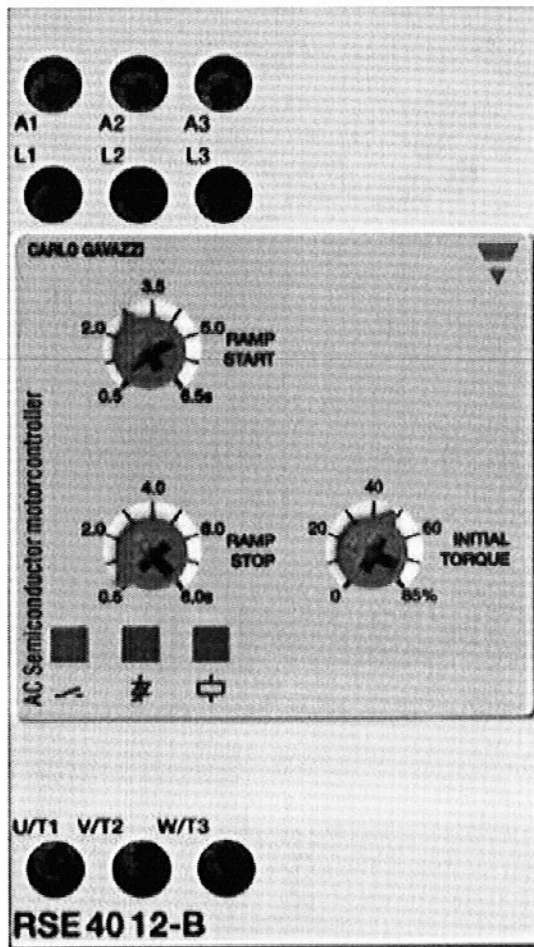 A1 A2 A3
L1 L2 L3
CARLO GAVAZZI
AC Semiconductor motorcontroller
3.5
2.0 5.0
RAMP
START
0.5 6.5s
4.0
2.0 6.0
RAMP
STOP
0.5 8.0s
40
20 60
INITIAL
TORQUE
0 85%
U/T1 V/T2 W/T3
RSE 40 12-B